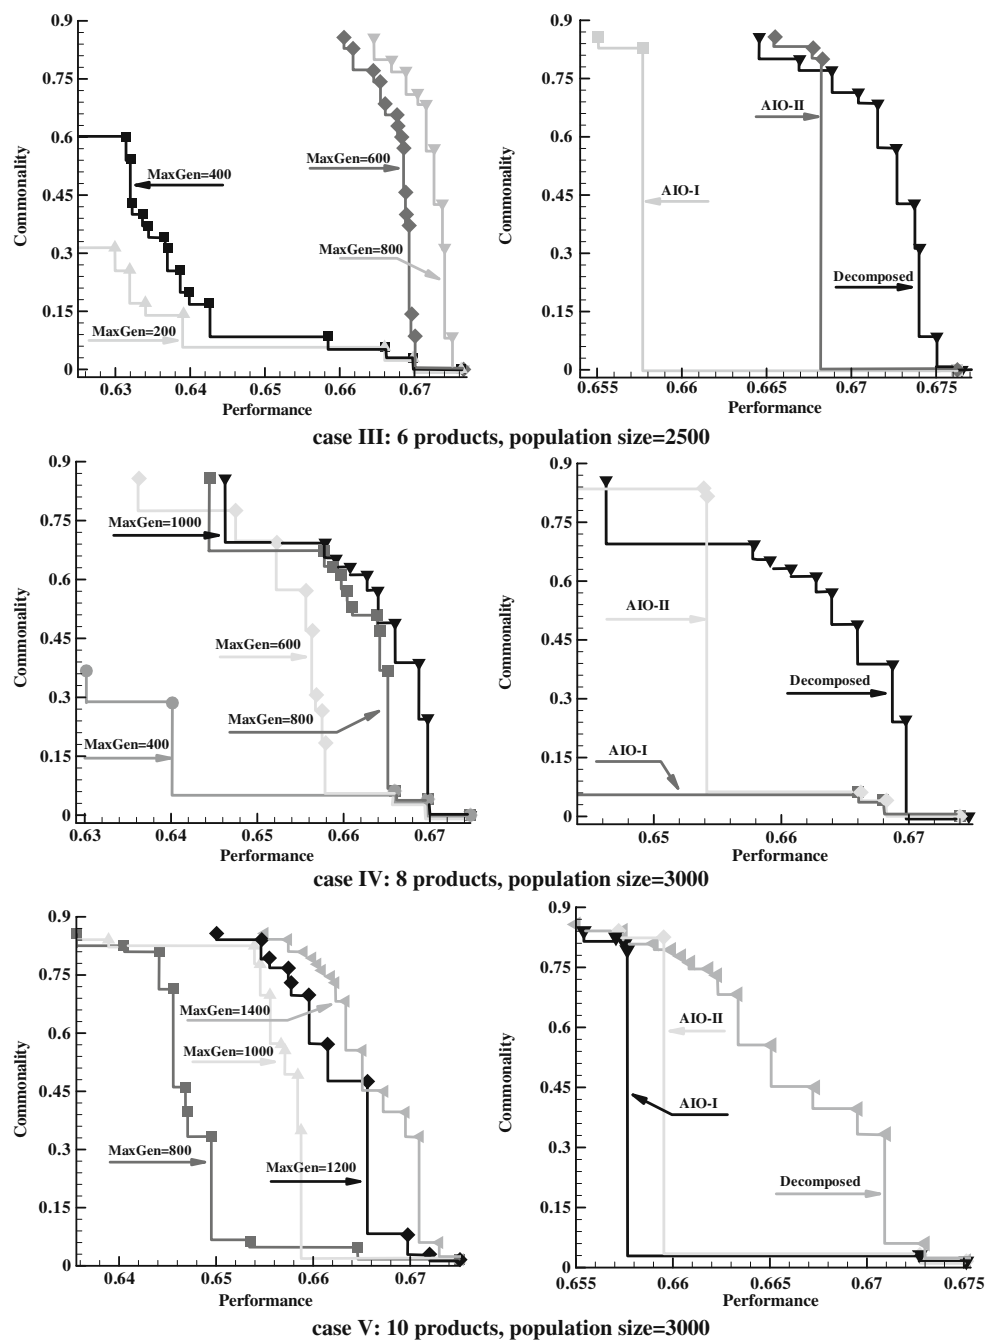 0.9
0.75
0.6
0.45
0.3
0.15
0
Commonality
MaxGen=400
MaxGen=200
MaxGen=600
MaxGen=800
0.63 0.64 0.65 0.66 0.67
Performance
0.9
0.75
0.6
0.45
0.3
0.15
0
Commonality
AIO-II
AIO-I
Decomposed
0.655 0.66 0.665 0.67 0.675
Performance
case III: 6 products, population size=2500
0.9
0.75
0.6
0.45
0.3
0.15
0
Commonality
MaxGen=1000
MaxGen=600
MaxGen=800
MaxGen=400
0.63 0.64 0.65 0.66 0.67
Performance
0.9
0.75
0.6
0.45
0.3
0.15
0
Commonality
AIO-II
Decomposed
AIO-I
0.65 0.66 0.67
Performance
case IV: 8 products, population size=3000
0.9
0.75
0.6
0.45
0.3
0.15
0
Commonality
MaxGen=1400
MaxGen=1000
MaxGen=800
MaxGen=1200
0.64 0.65 0.66 0.67
Performance
0.9
0.75
0.6
0.45
0.3
0.15
0
Commonality
AIO-II
AIO-I
Decomposed
0.655 0.66 0.665 0.67 0.675
Performance
case V: 10 products, population size=3000